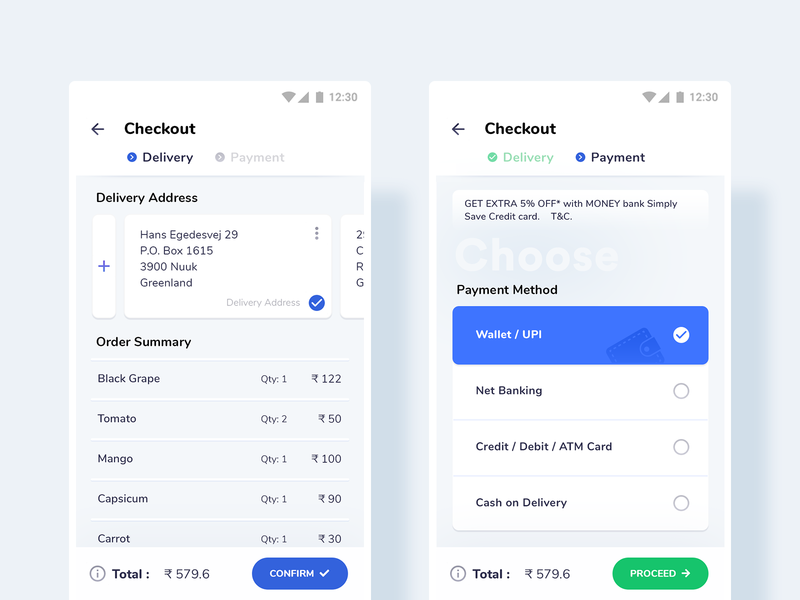 12:30
Checkout
Delivery Payment
Delivery Address
Hans Egedesvej 29
P.O. Box 1615
3900 Nuuk
Greenland
Delivery Address
2
C
R
G
Order Summary
Black Grape Qty: 1 ₹ 122
Tomato Qty: 2 ₹ 50
Mango Qty: 1 ₹ 100
Capsicum Qty: 1 ₹ 90
Carrot Qty: 1 ₹ 30
Total : ₹ 579.6 CONFIRM
12:30
Checkout
Delivery Payment
GET EXTRA 5% OFF* with MONEY bank Simply
Save Credit card. T&C.
Choose
Payment Method
Wallet / UPI
Net Banking
Credit / Debit / ATM Card
Cash on Delivery
Total : ₹ 579.6 PROCEED